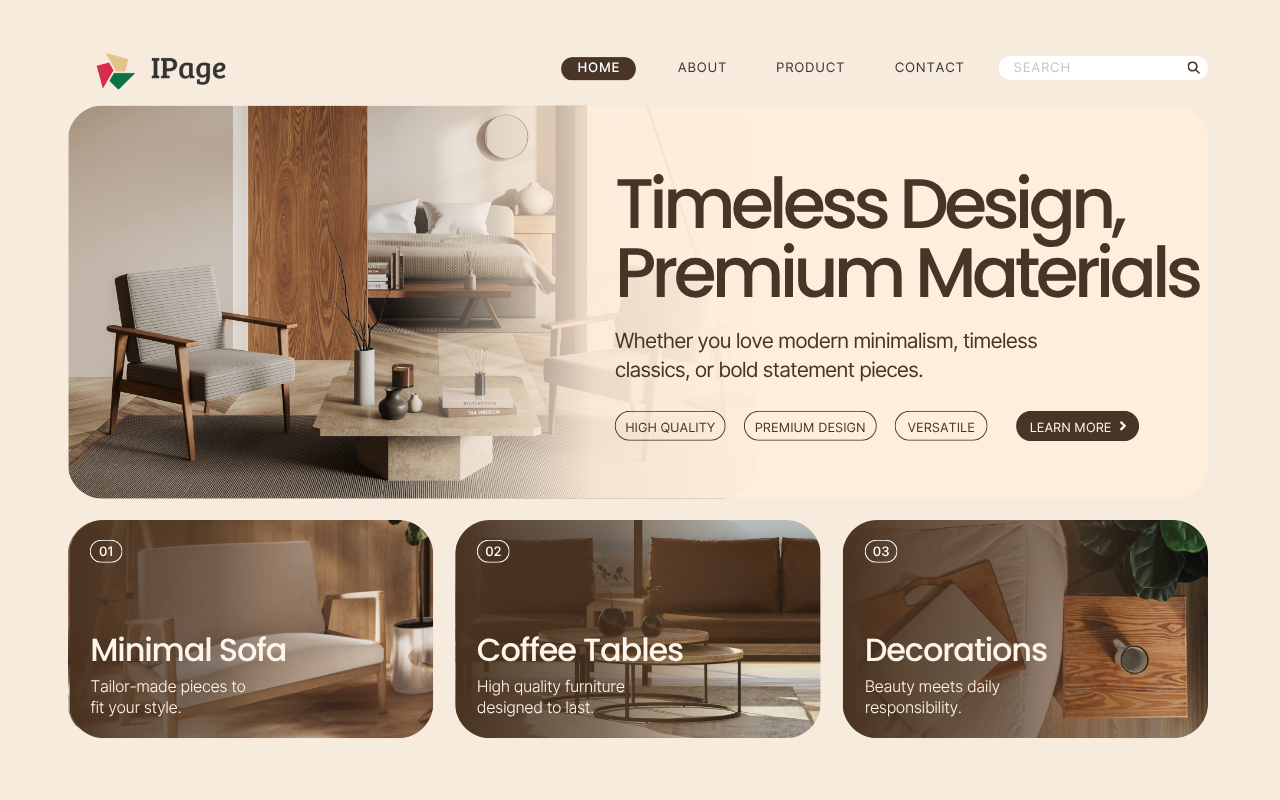 IPage
HOME
ABOUT
PRODUCT
CONTACT
SEARCH
Timeless Design,
Premium Materials
Whether you love modern minimalism, timeless
classics, or bold statement pieces.
HIGH QUALITY
PREMIUM DESIGN
VERSATILE
LEARN MORE
01
Minimal Sofa
Tailor-made pieces to
fit your style.
02
Coffee Tables
High quality furniture
designed to last.
03
Decorations
Beauty meets daily
responsibility.